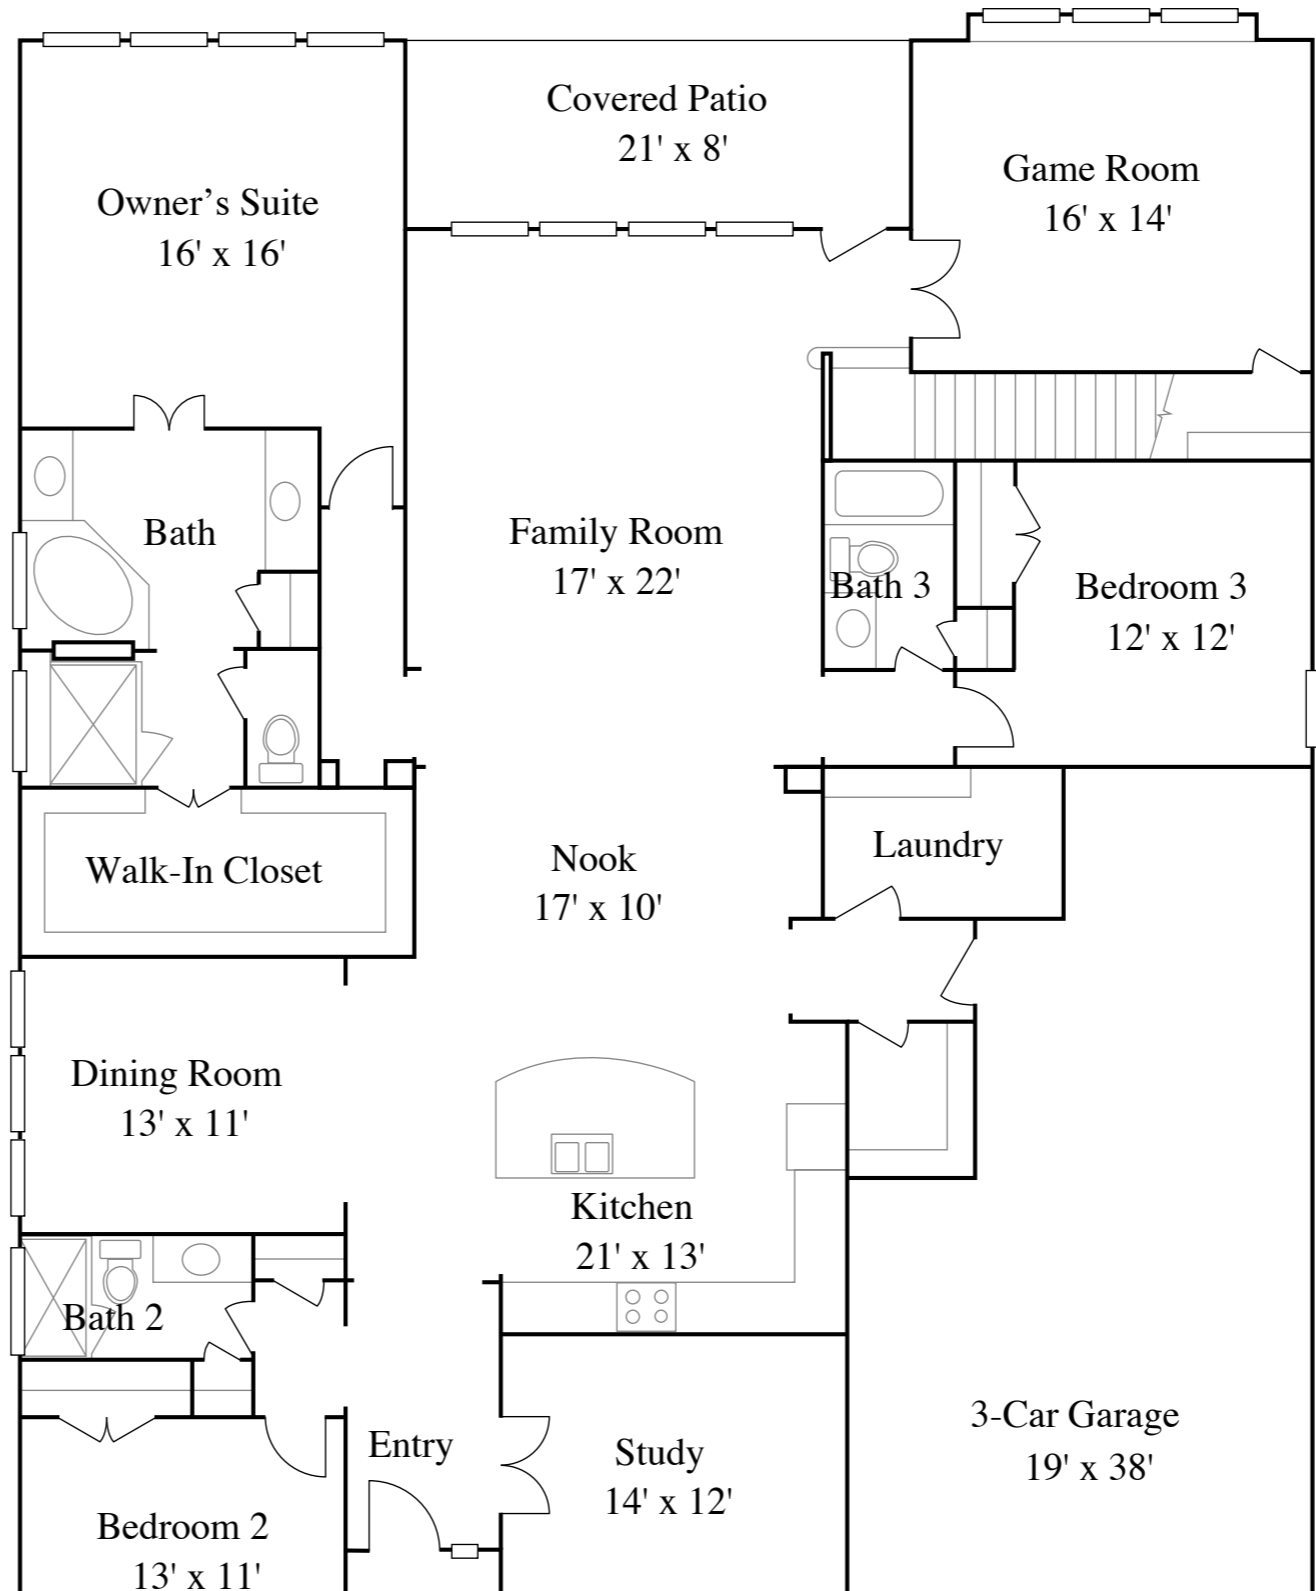 Covered Patio
21' x 8'
Game Room
16' x 14'
Owner’s Suite
16' x 16'
Bath
Family Room
17' x 22'
Bath 3
Bedroom 3
12' x 12'
Walk-In Closet
Nook
17' x 10'
Laundry
Dining Room
13' x 11'
Kitchen
21' x 13'
Bath 2
3-Car Garage
19' x 38'
Entry
Study
14' x 12'
Bedroom 2
13' x 11'